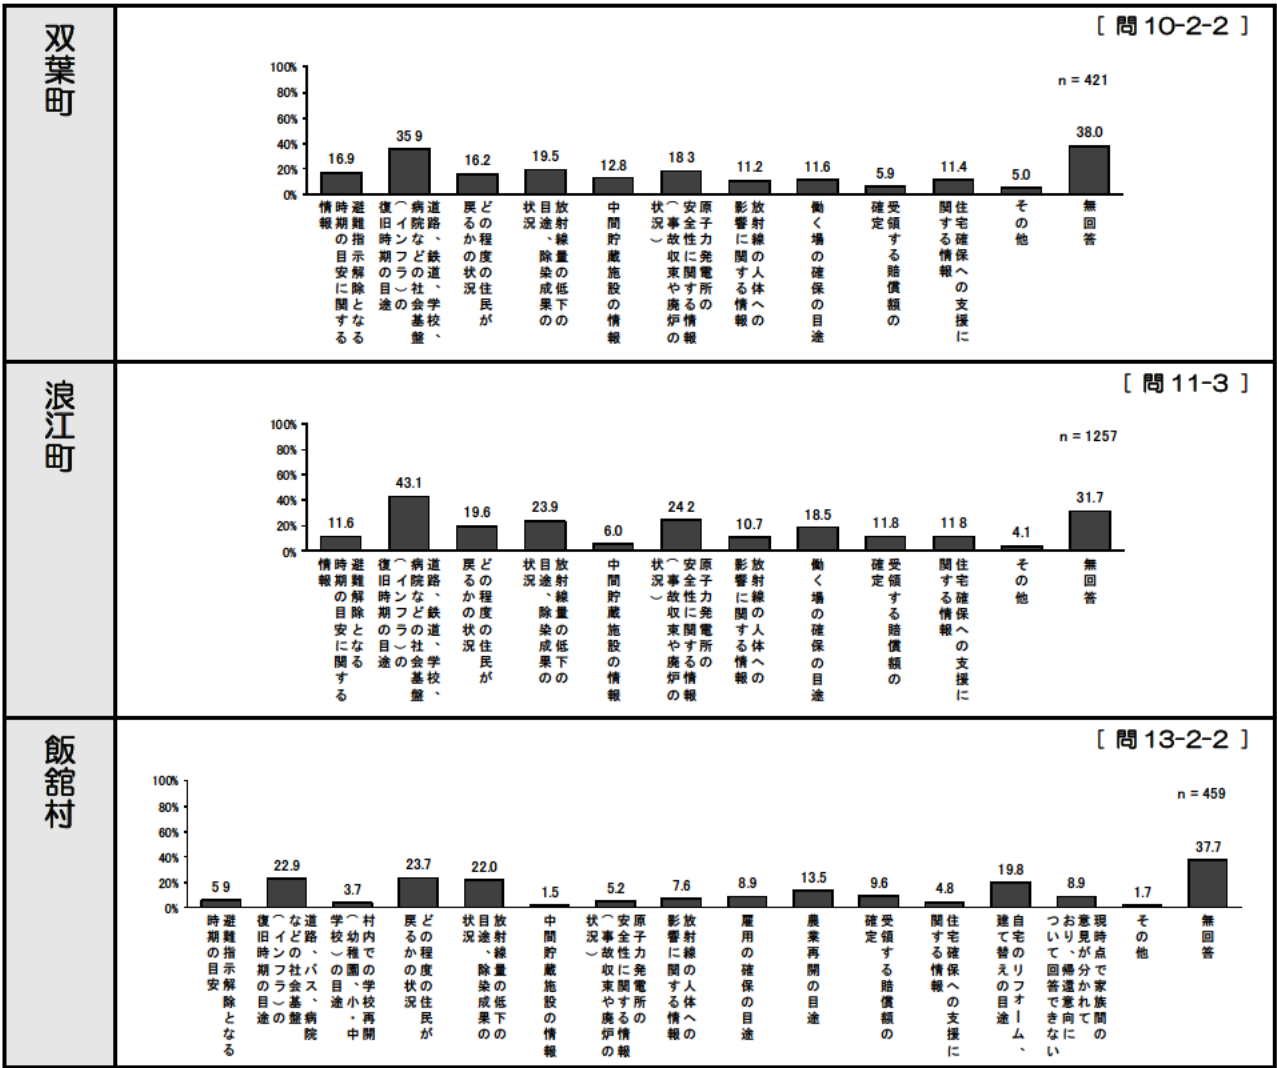 双葉町
[ 問10-2-2 ]
n = 421
100%
80%
60%
40%
20%
0%
16.9
35 9
16.2
19.5
12.8
18 3
11.2
11.6
5.9
11.4
5.0
38.0
避難指示解除となる
時期の目安に関する
情報
道路、鉄道、学校、
病院などの社会基盤
（インフラ）の
復旧時期の目途
どの程度の住民が
戻るかの状況
放射線量の低下の
目途、除染成果の
状況
中間貯蔵施設の情報
原子力発電所の
安全性に関する情報
（事故収束や廃炉の
状況）
放射線の人体への
影響に関する情報
働く場の確保の目途
受領する賠償額の
確定
住宅確保への支援に
関する情報
その他
無回答
浪江町
[ 問11-3 ]
n = 1257
100%
80%
60%
40%
20%
0%
11.6
43.1
19.6
23.9
6.0
24 2
10.7
18.5
11.8
11 8
4.1
31.7
避難解除となる
時期の目安に関する
情報
道路、鉄道、学校、
病院などの社会基盤
（インフラ）の
復旧時期の目途
どの程度の住民が
戻るかの状況
放射線量の低下の
目途、除染成果の
状況
中間貯蔵施設の情報
原子力発電所の
安全性に関する情報
（事故収束や廃炉の
状況）
放射線の人体への
影響に関する情報
働く場の確保の目途
受領する賠償額の
確定
住宅確保への支援に
関する情報
その他
無回答
飯舘村
[ 問13-2-2 ]
n = 459
100%
80%
60%
40%
20%
0%
5 9
22.9
3.7
23.7
22.0
1.5
5.2
7.6
8.9
13.5
9.6
4.8
19.8
8.9
1.7
37.7
避難指示解除となる
時期の目安
道路、バス、病院
などの社会基盤
（インフラ）の
復旧時期の目途
村内での学校再開
（幼稚園、小・中
学校）の目途
どの程度の住民が
戻るかの状況
放射線量の低下の
目途、除染成果の
状況
中間貯蔵施設の情報
原子力発電所の
安全性に関する情報
（事故収束や廃炉の
状況）
放射線の人体への
影響に関する情報
雇用の確保の目途
農業再開の目途
受領する賠償額の
確定
住宅確保への支援に
関する情報
自宅のリフォーム、
建て替えの目途
現時点で家族間の
意見が分かれて
おり、帰還意向に
ついて回答できない
その他
無回答